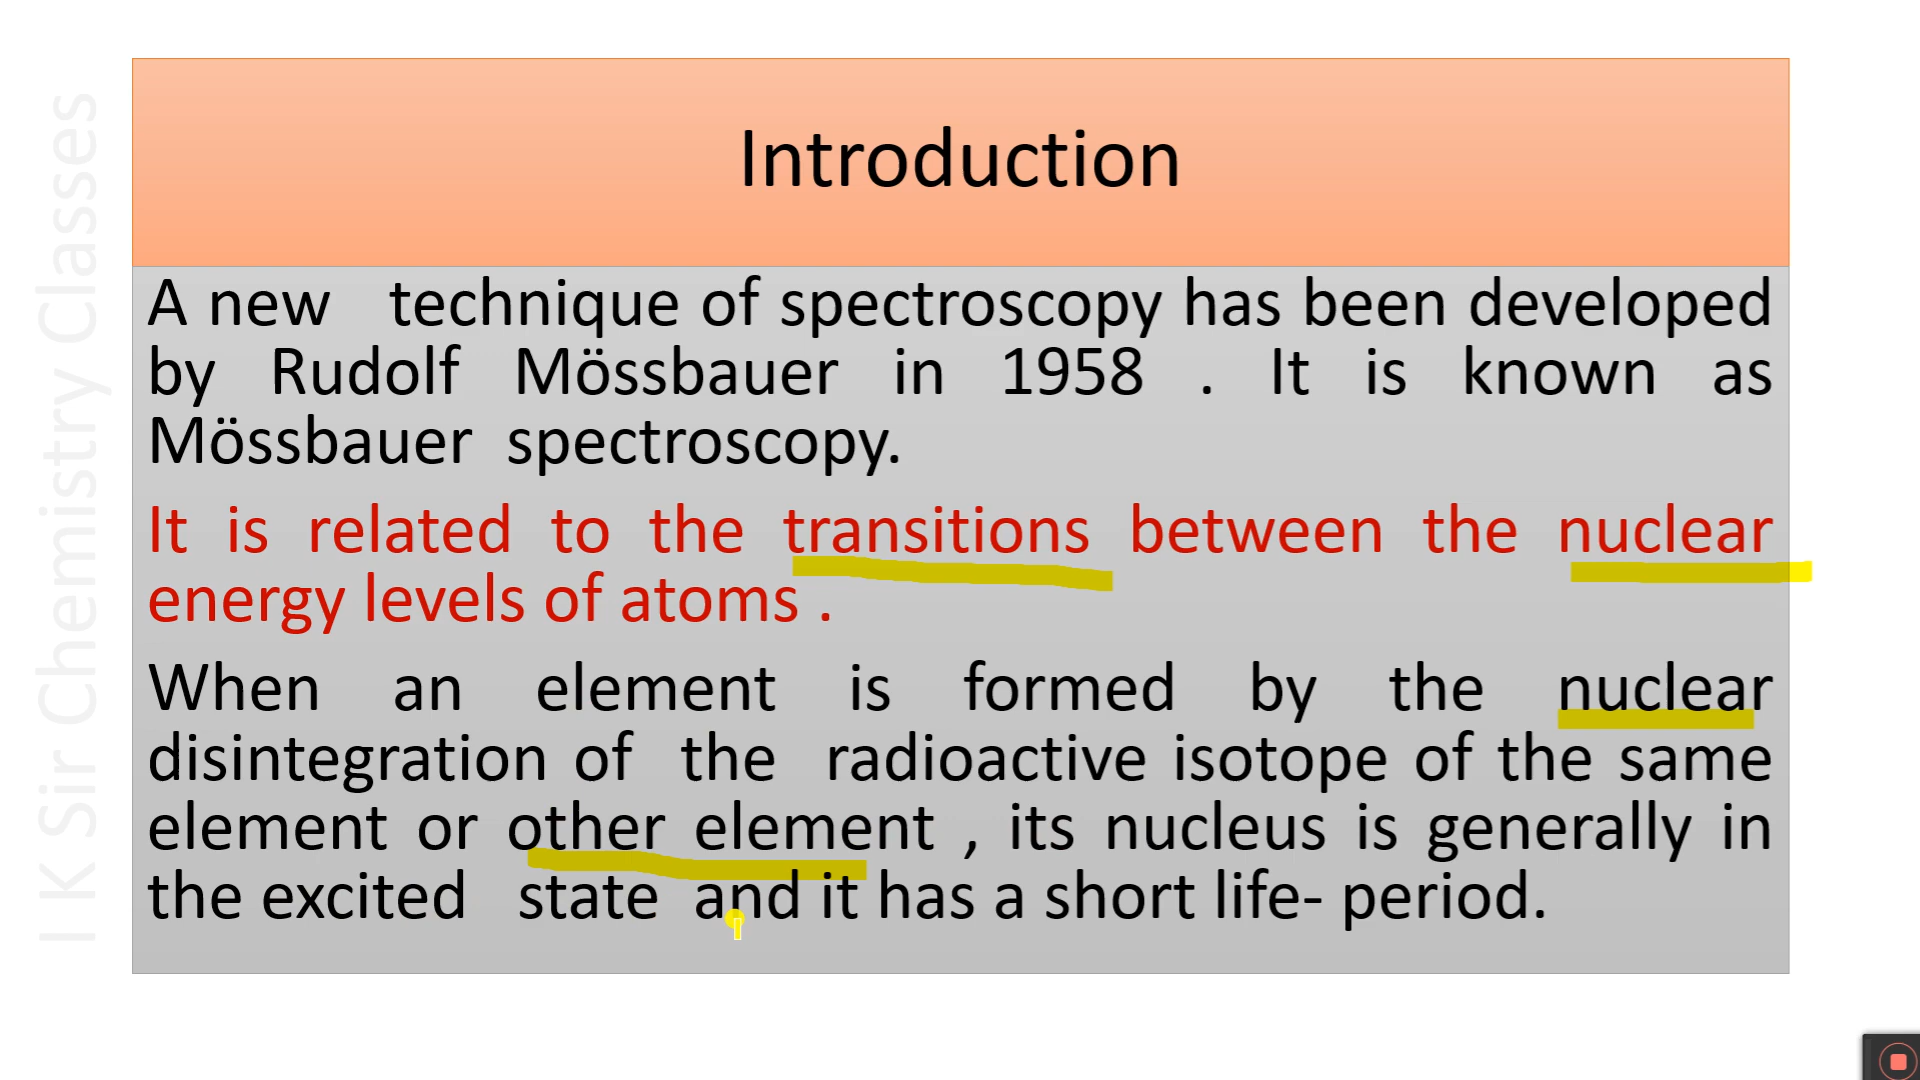 Introduction
A new technique of spectroscopy has been developed
by Rudolf Mössbauer in 1958 . It is known as
Mössbauer spectroscopy.
It is related to the transitions between the nuclear
energy levels of atoms .
When an element is formed by the nuclear
disintegration of the radioactive isotope of the same
element or other element , its nucleus is generally in
the excited state and it has a short life- period.
I K Sir Chemistry Classes